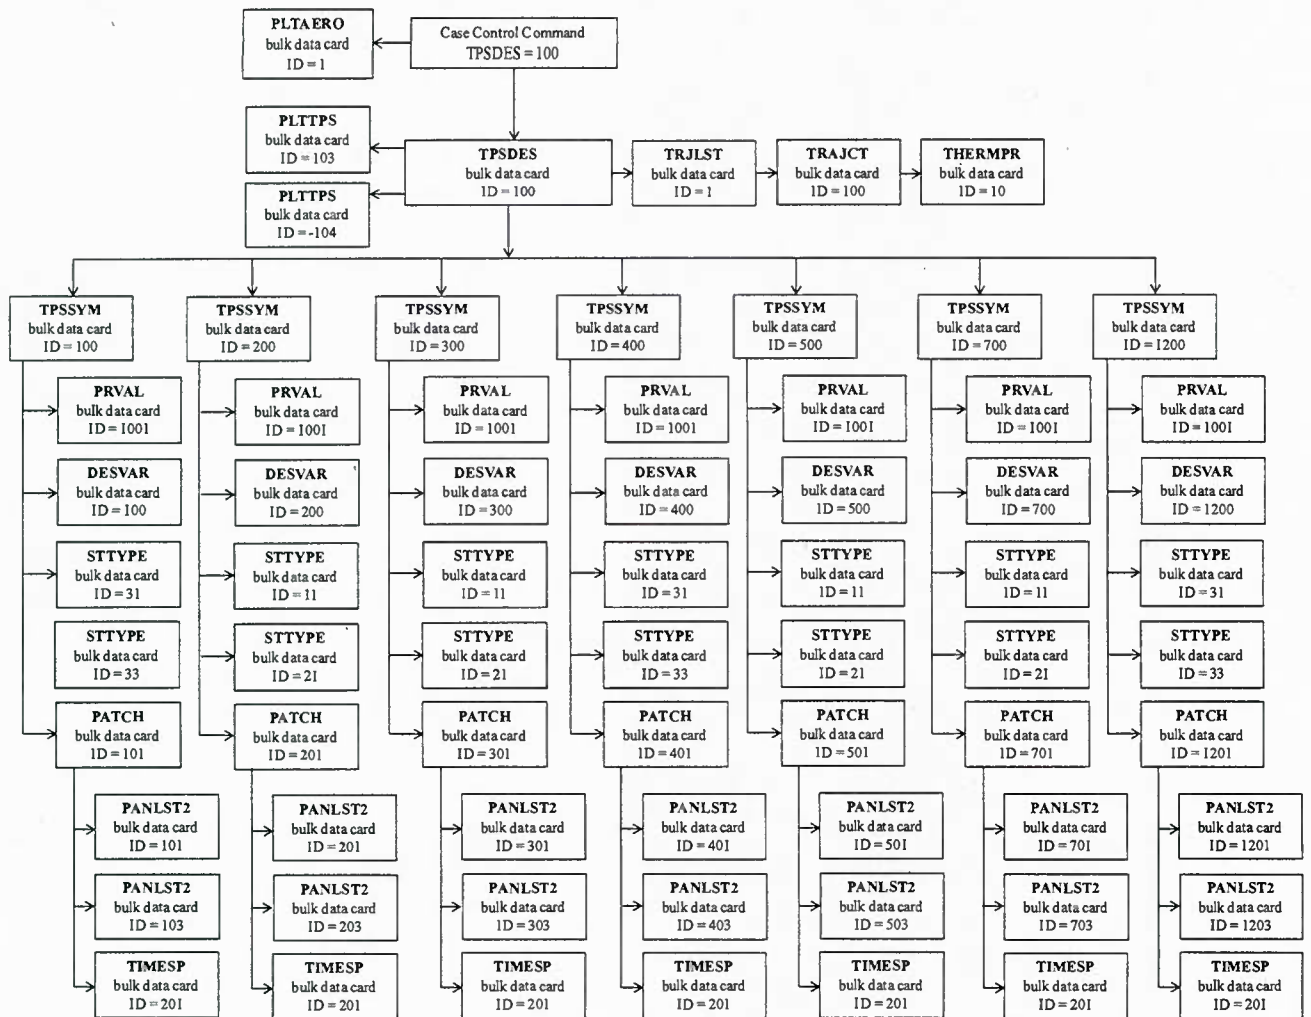 PLTAERO
bulk data card
ID = 1
Case Control Command
TPSDES = 100
PLTTPS
bulk data card
ID = 103
TPSDES
bulk data card
ID = 100
TRJLST
bulk data card
ID = 1
TRAJCT
bulk data card
ID = 100
THERMPR
bulk data card
ID = 10
PLTTPS
bulk data card
ID = -104
TPSSYM
bulk data card
ID = 100
TPSSYM
bulk data card
ID = 200
TPSSYM
bulk data card
ID = 300
TPSSYM
bulk data card
ID = 400
TPSSYM
bulk data card
ID = 500
TPSSYM
bulk data card
ID = 700
TPSSYM
bulk data card
ID = 1200
PRVAL
bulk data card
ID = 1001
PRVAL
bulk data card
ID = 1001
PRVAL
bulk data card
ID = 1001
PRVAL
bulk data card
ID = 1001
PRVAL
bulk data card
ID = 1001
PRVAL
bulk data card
ID = 1001
PRVAL
bulk data card
ID = 1001
DESVAR
bulk data card
ID = 100
DESVAR
bulk data card
ID = 200
DESVAR
bulk data card
ID = 300
DESVAR
bulk data card
ID = 400
DESVAR
bulk data card
ID = 500
DESVAR
bulk data card
ID = 700
DESVAR
bulk data card
ID = 1200
STTYPE
bulk data card
ID = 31
STTYPE
bulk data card
ID = 11
STTYPE
bulk data card
ID = 11
STTYPE
bulk data card
ID = 31
STTYPE
bulk data card
ID = 11
STTYPE
bulk data card
ID = 11
STTYPE
bulk data card
ID = 31
STTYPE
bulk data card
ID = 33
STTYPE
bulk data card
ID = 21
STTYPE
bulk data card
ID = 21
STTYPE
bulk data card
ID = 33
STTYPE
bulk data card
ID = 21
STTYPE
bulk data card
ID = 21
STTYPE
bulk data card
ID = 33
PATCH
bulk data card
ID = 101
PATCH
bulk data card
ID = 201
PATCH
bulk data card
ID = 301
PATCH
bulk data card
ID = 401
PATCH
bulk data card
ID = 501
PATCH
bulk data card
ID = 701
PATCH
bulk data card
ID = 1201
PANLST2
bulk data card
ID = 101
PANLST2
bulk data card
ID = 201
PANLST2
bulk data card
ID = 301
PANLST2
bulk data card
ID = 401
PANLST2
bulk data card
ID = 501
PANLST2
bulk data card
ID = 701
PANLST2
bulk data card
ID = 1201
PANLST2
bulk data card
ID = 103
PANLST2
bulk data card
ID = 203
PANLST2
bulk data card
ID = 303
PANLST2
bulk data card
ID = 403
PANLST2
bulk data card
ID = 503
PANLST2
bulk data card
ID = 703
PANLST2
bulk data card
ID = 1203
TIMESP
bulk data card
ID = 201
TIMESP
bulk data card
ID = 201
TIMESP
bulk data card
ID = 201
TIMESP
bulk data card
ID = 201
TIMESP
bulk data card
ID = 201
TIMESP
bulk data card
ID = 201
TIMESP
bulk data card
ID = 201